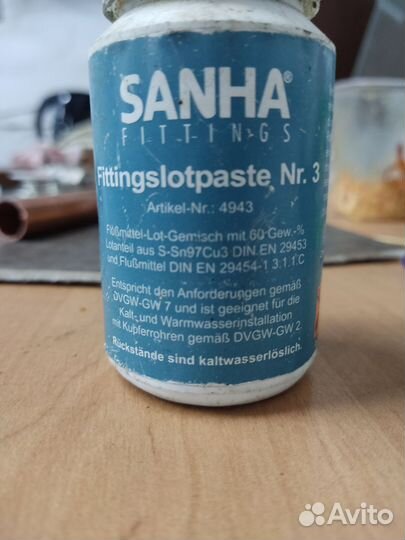 SANHA®
FITTINGS
Fittingslotpaste Nr. 3
Artikel-Nr.: 4943
Flußmittel-Lot-Gemisch mit 60 Gew.-%
Lotanteil aus S-Sn97Cu3 DIN EN 29453
und Flußmittel DIN EN 29454-1 3.1.1.C
Entspricht den Anforderungen gemäß
DVGW-GW 7 und ist geeignet für die
Kalt- und Warmwasserinstallation
mit Kupferrohren gemäß DVGW-GW 2.
Rückstände sind kaltwasserlöslich.
Avito